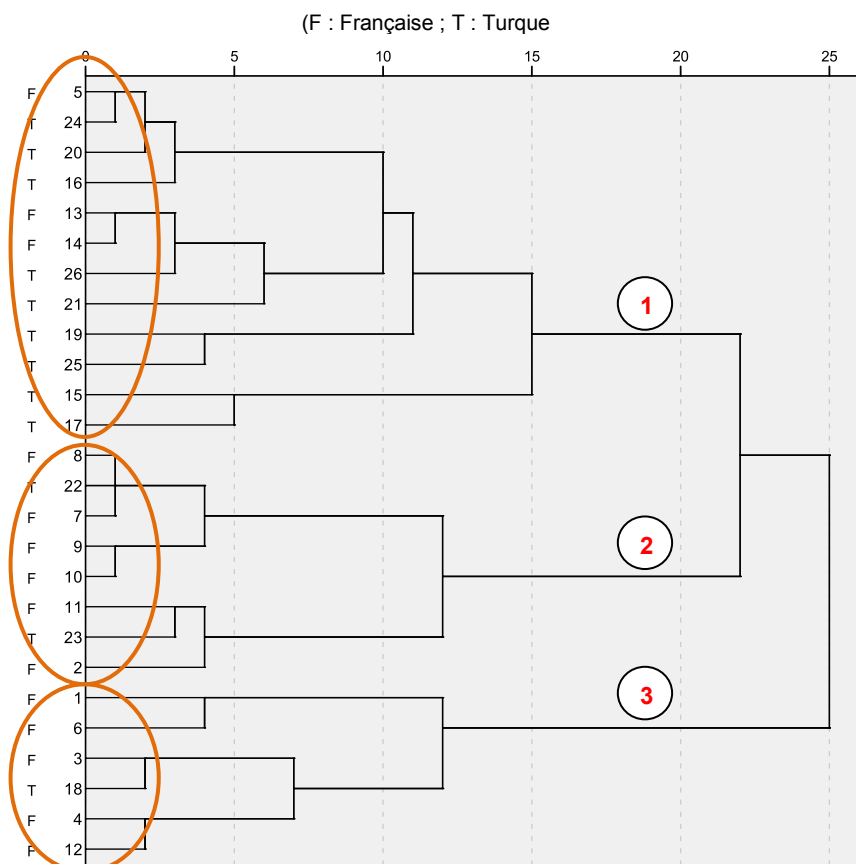 (F : Française ; T : Turque
0 5 10 15 20 25
F 5
T 24
T 20
T 16
F 13
F 14
T 26
T 21
T 19
T 25
T 15
T 17
F 8
T 22
F 7
F 9
F 10
F 11
T 23
F 2
F 1
F 6
F 3
T 18
F 4
F 12
1
2
3